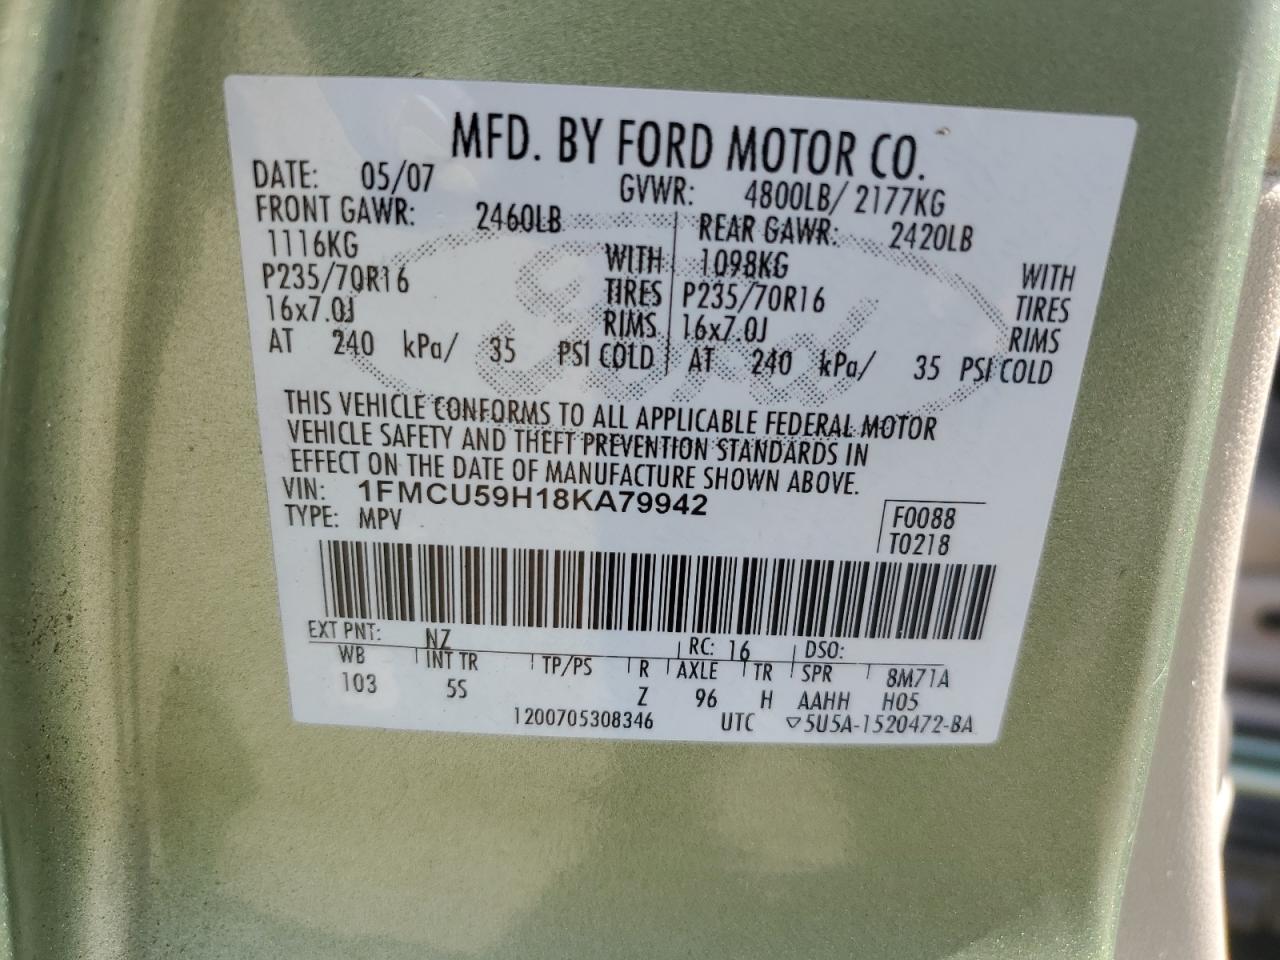 MFD. BY FORD MOTOR CO.
DATE: 05/07 GVWR: 4800LB/ 2177KG
FRONT GAWR: 2460LB REAR GAWR: 2420LB
1116KG WITH 1098KG WITH
P235/70R16 TIRES P235/70R16 TIRES
16x7.0J RIMS 16x7.0J RIMS
AT 240 kPa/ 35 PSI COLD AT 240 kPa/ 35 PSI COLD
Ford
THIS VEHICLE CONFORMS TO ALL APPLICABLE FEDERAL MOTOR
VEHICLE SAFETY AND THEFT PREVENTION STANDARDS IN
EFFECT ON THE DATE OF MANUFACTURE SHOWN ABOVE.
VIN: 1FMCU59H18KA79942
TYPE: MPV
F0088
T0218
EXT PNT: NZ RC: 16 DSO:
WB INT TR TP/PS R AXLE TR SPR 8M71A
103 5S Z 96 H AAHH H05
1200705308346 UTC ▽5U5A-1520472-BA